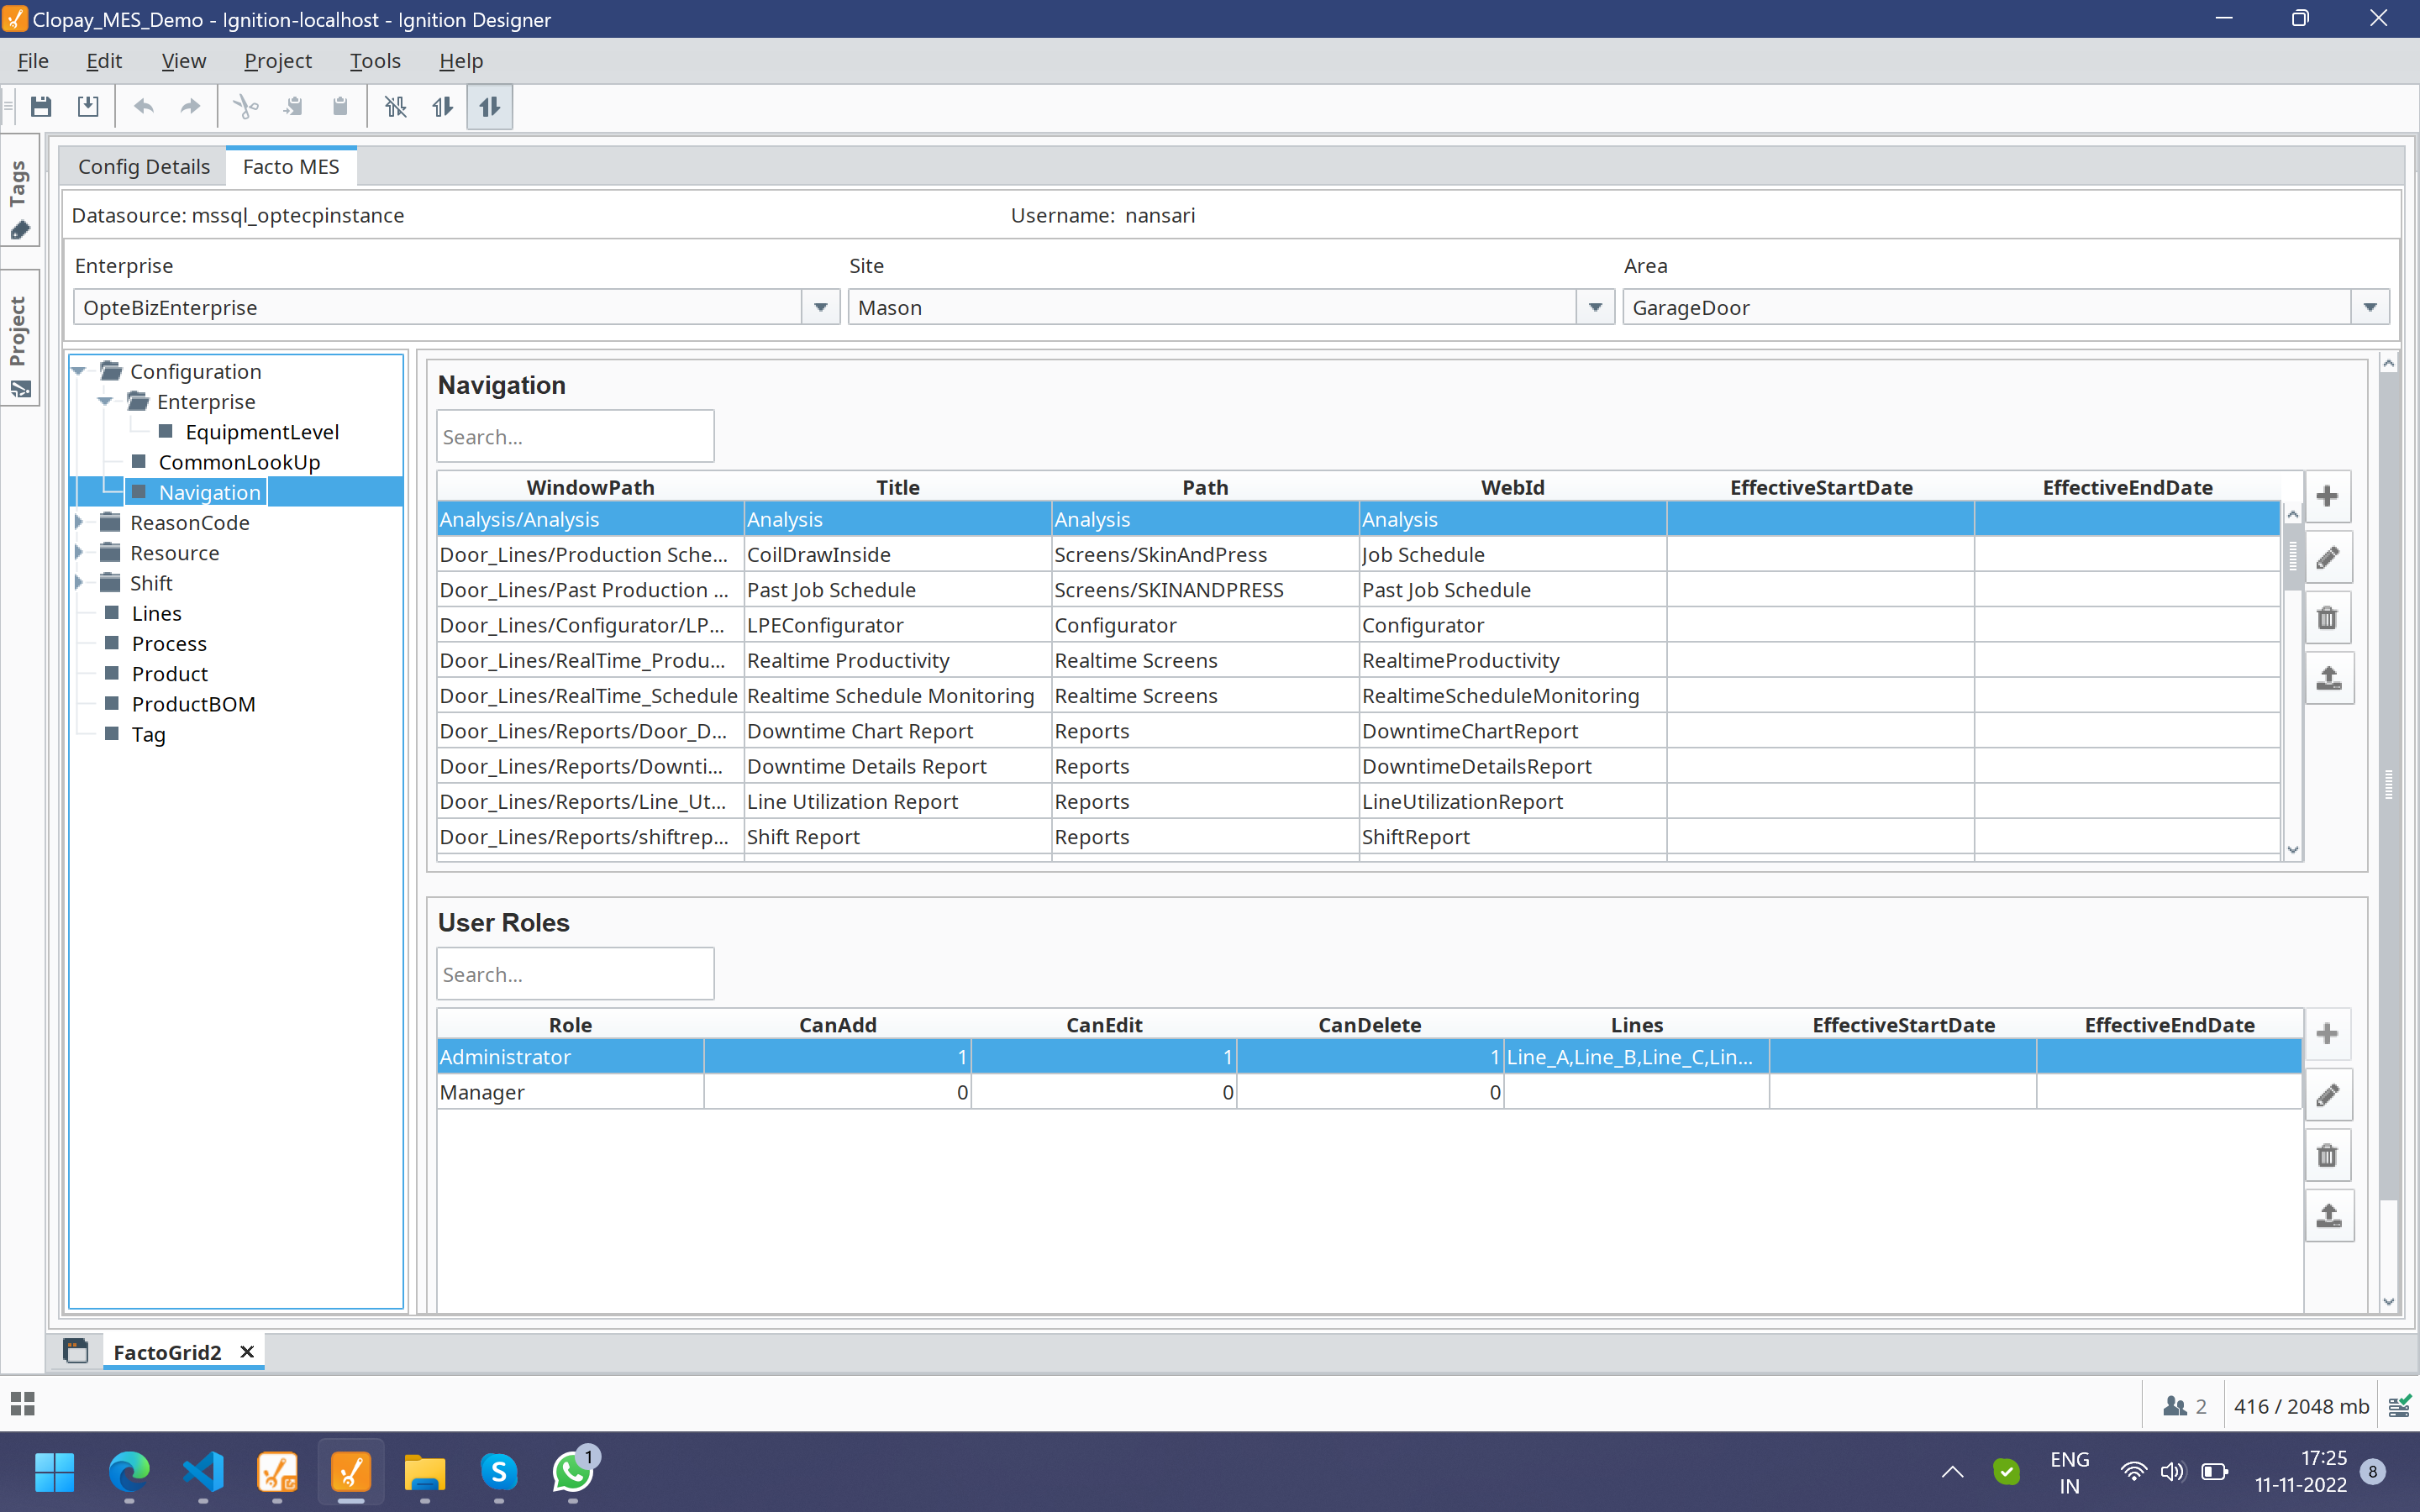 Clopay_MES_Demo - Ignition-localhost - Ignition Designer
File Edit View Project Tools Help
Tags
Project
Config Details Facto MES
Datasource: mssql_optecpinstance Username: nansari
Enterprise Site Area
OpteBizEnterprise Mason GarageDoor
Configuration
Enterprise
EquipmentLevel
CommonLookUp
Navigation
ReasonCode
Resource
Shift
Lines
Process
Product
ProductBOM
Tag
Navigation
Search...
WindowPath Title Path WebId EffectiveStartDate EffectiveEndDate
Analysis/Analysis Analysis Analysis Analysis
Door_Lines/Production Sche... CoilDrawInside Screens/SkinAndPress Job Schedule
Door_Lines/Past Production ... Past Job Schedule Screens/SKINANDPRESS Past Job Schedule
Door_Lines/Configurator/LP... LPEConfigurator Configurator Configurator
Door_Lines/RealTime_Produ... Realtime Productivity Realtime Screens RealtimeProductivity
Door_Lines/RealTime_Schedule Realtime Schedule Monitoring Realtime Screens RealtimeScheduleMonitoring
Door_Lines/Reports/Door_D... Downtime Chart Report Reports DowntimeChartReport
Door_Lines/Reports/Downti... Downtime Details Report Reports DowntimeDetailsReport
Door_Lines/Reports/Line_Ut... Line Utilization Report Reports LineUtilizationReport
Door_Lines/Reports/shiftrep... Shift Report Reports ShiftReport
User Roles
Search...
Role CanAdd CanEdit CanDelete Lines EffectiveStartDate EffectiveEndDate
Administrator 1 1 1 Line_A,Line_B,Line_C,Lin...
Manager 0 0 0
FactoGrid2
2 416 / 2048 mb
S 1
ENG
IN
17:25
11-11-2022
8